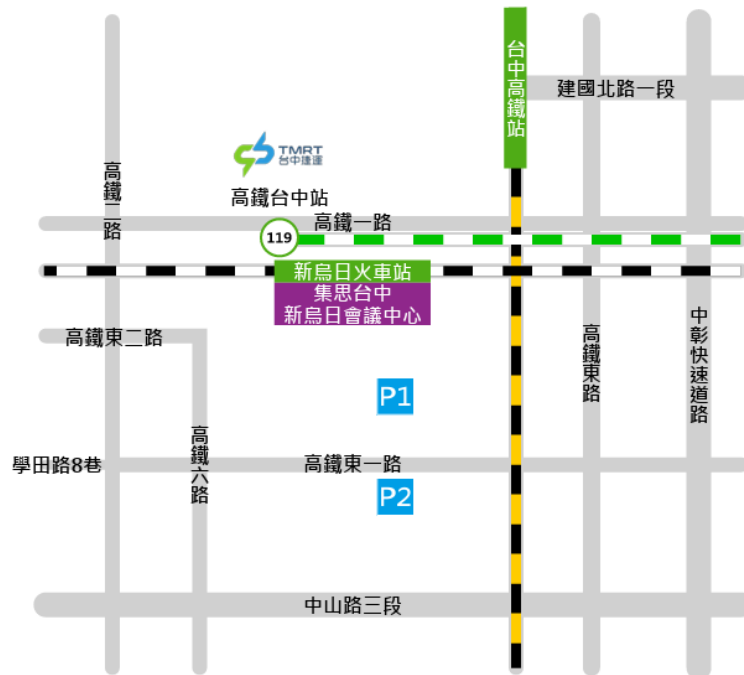 台中高鐵站
建國北路一段
TMRT
台中捷運
高鐵二路
高鐵台中站
高鐵一路
119
新烏日火車站
集思台中
新烏日會議中心
高鐵東二路
中彰快速道路
高鐵東路
P1
高鐵六路
學田路8巷
高鐵東一路
P2
中山路三段